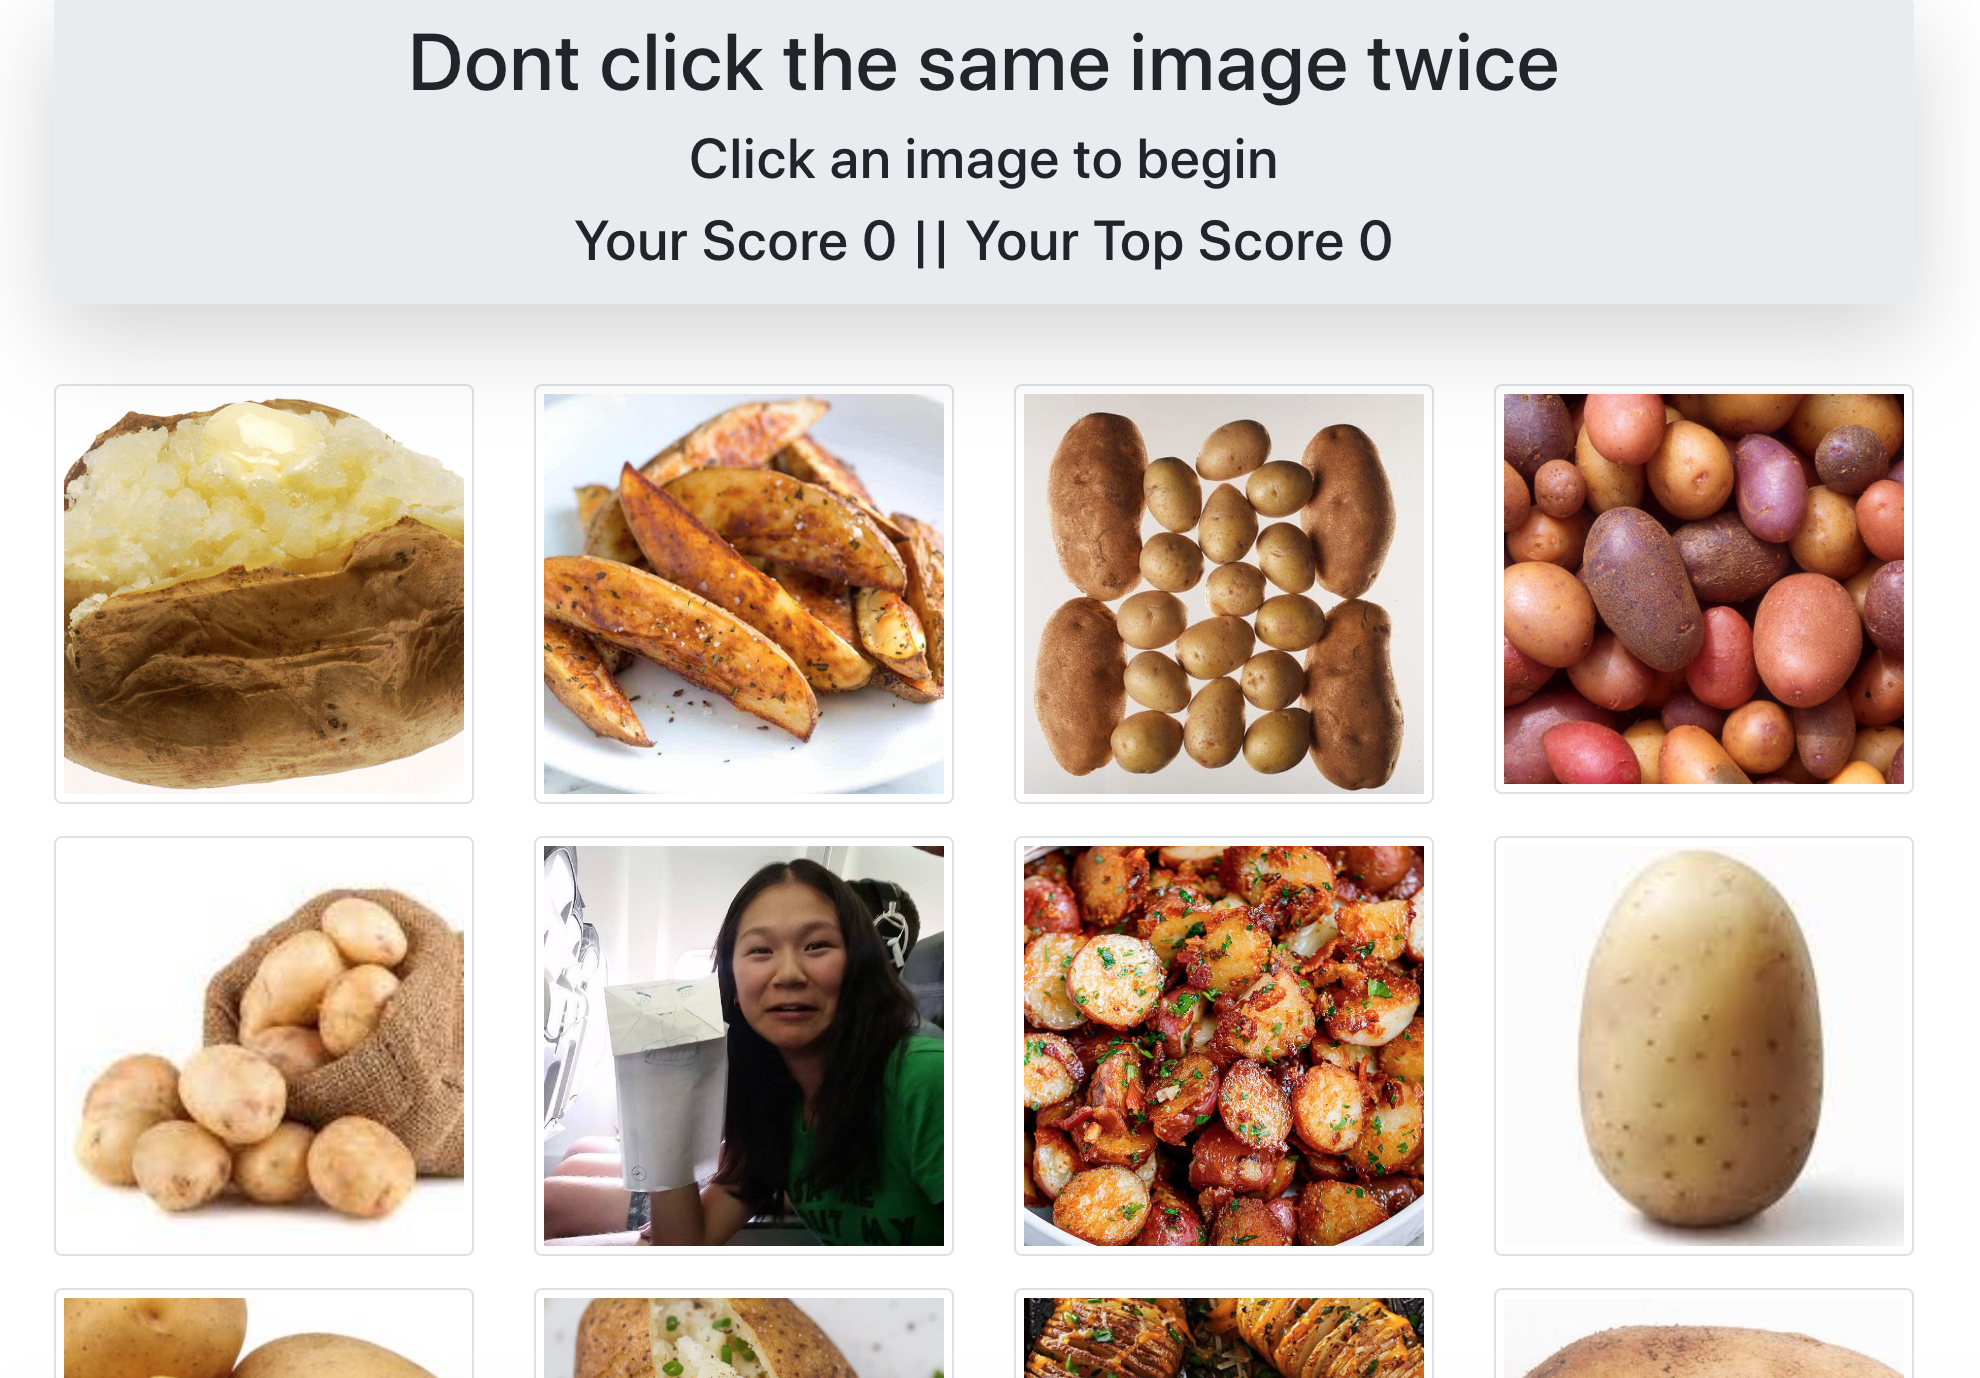 Dont click the same image twice
Click an image to begin
Your Score 0 || Your Top Score 0